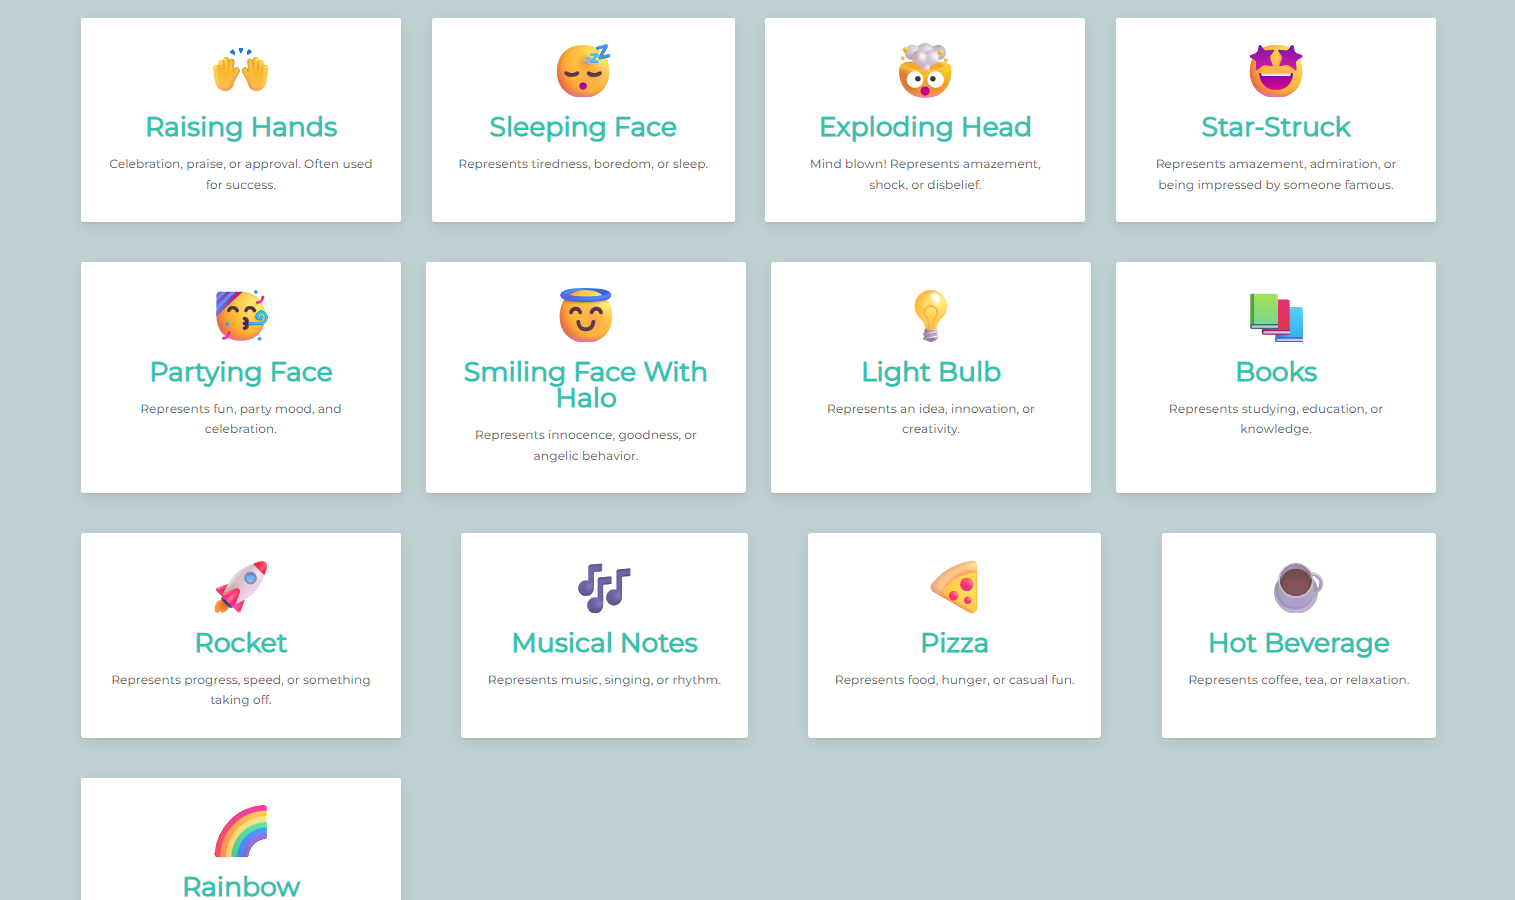 Raising Hands
Celebration, praise, or approval. Often used
for success.
Sleeping Face
Represents tiredness, boredom, or sleep.
Exploding Head
Mind blown! Represents amazement,
shock, or disbelief.
Star-Struck
Represents amazement, admiration, or
being impressed by someone famous.
Partying Face
Represents fun, party mood, and
celebration.
Smiling Face With
Halo
Represents innocence, goodness, or
angelic behavior.
Light Bulb
Represents an idea, innovation, or
creativity.
Books
Represents studying, education, or
knowledge.
Rocket
Represents progress, speed, or something
taking off.
Musical Notes
Represents music, singing, or rhythm.
Pizza
Represents food, hunger, or casual fun.
Hot Beverage
Represents coffee, tea, or relaxation.
Rainbow